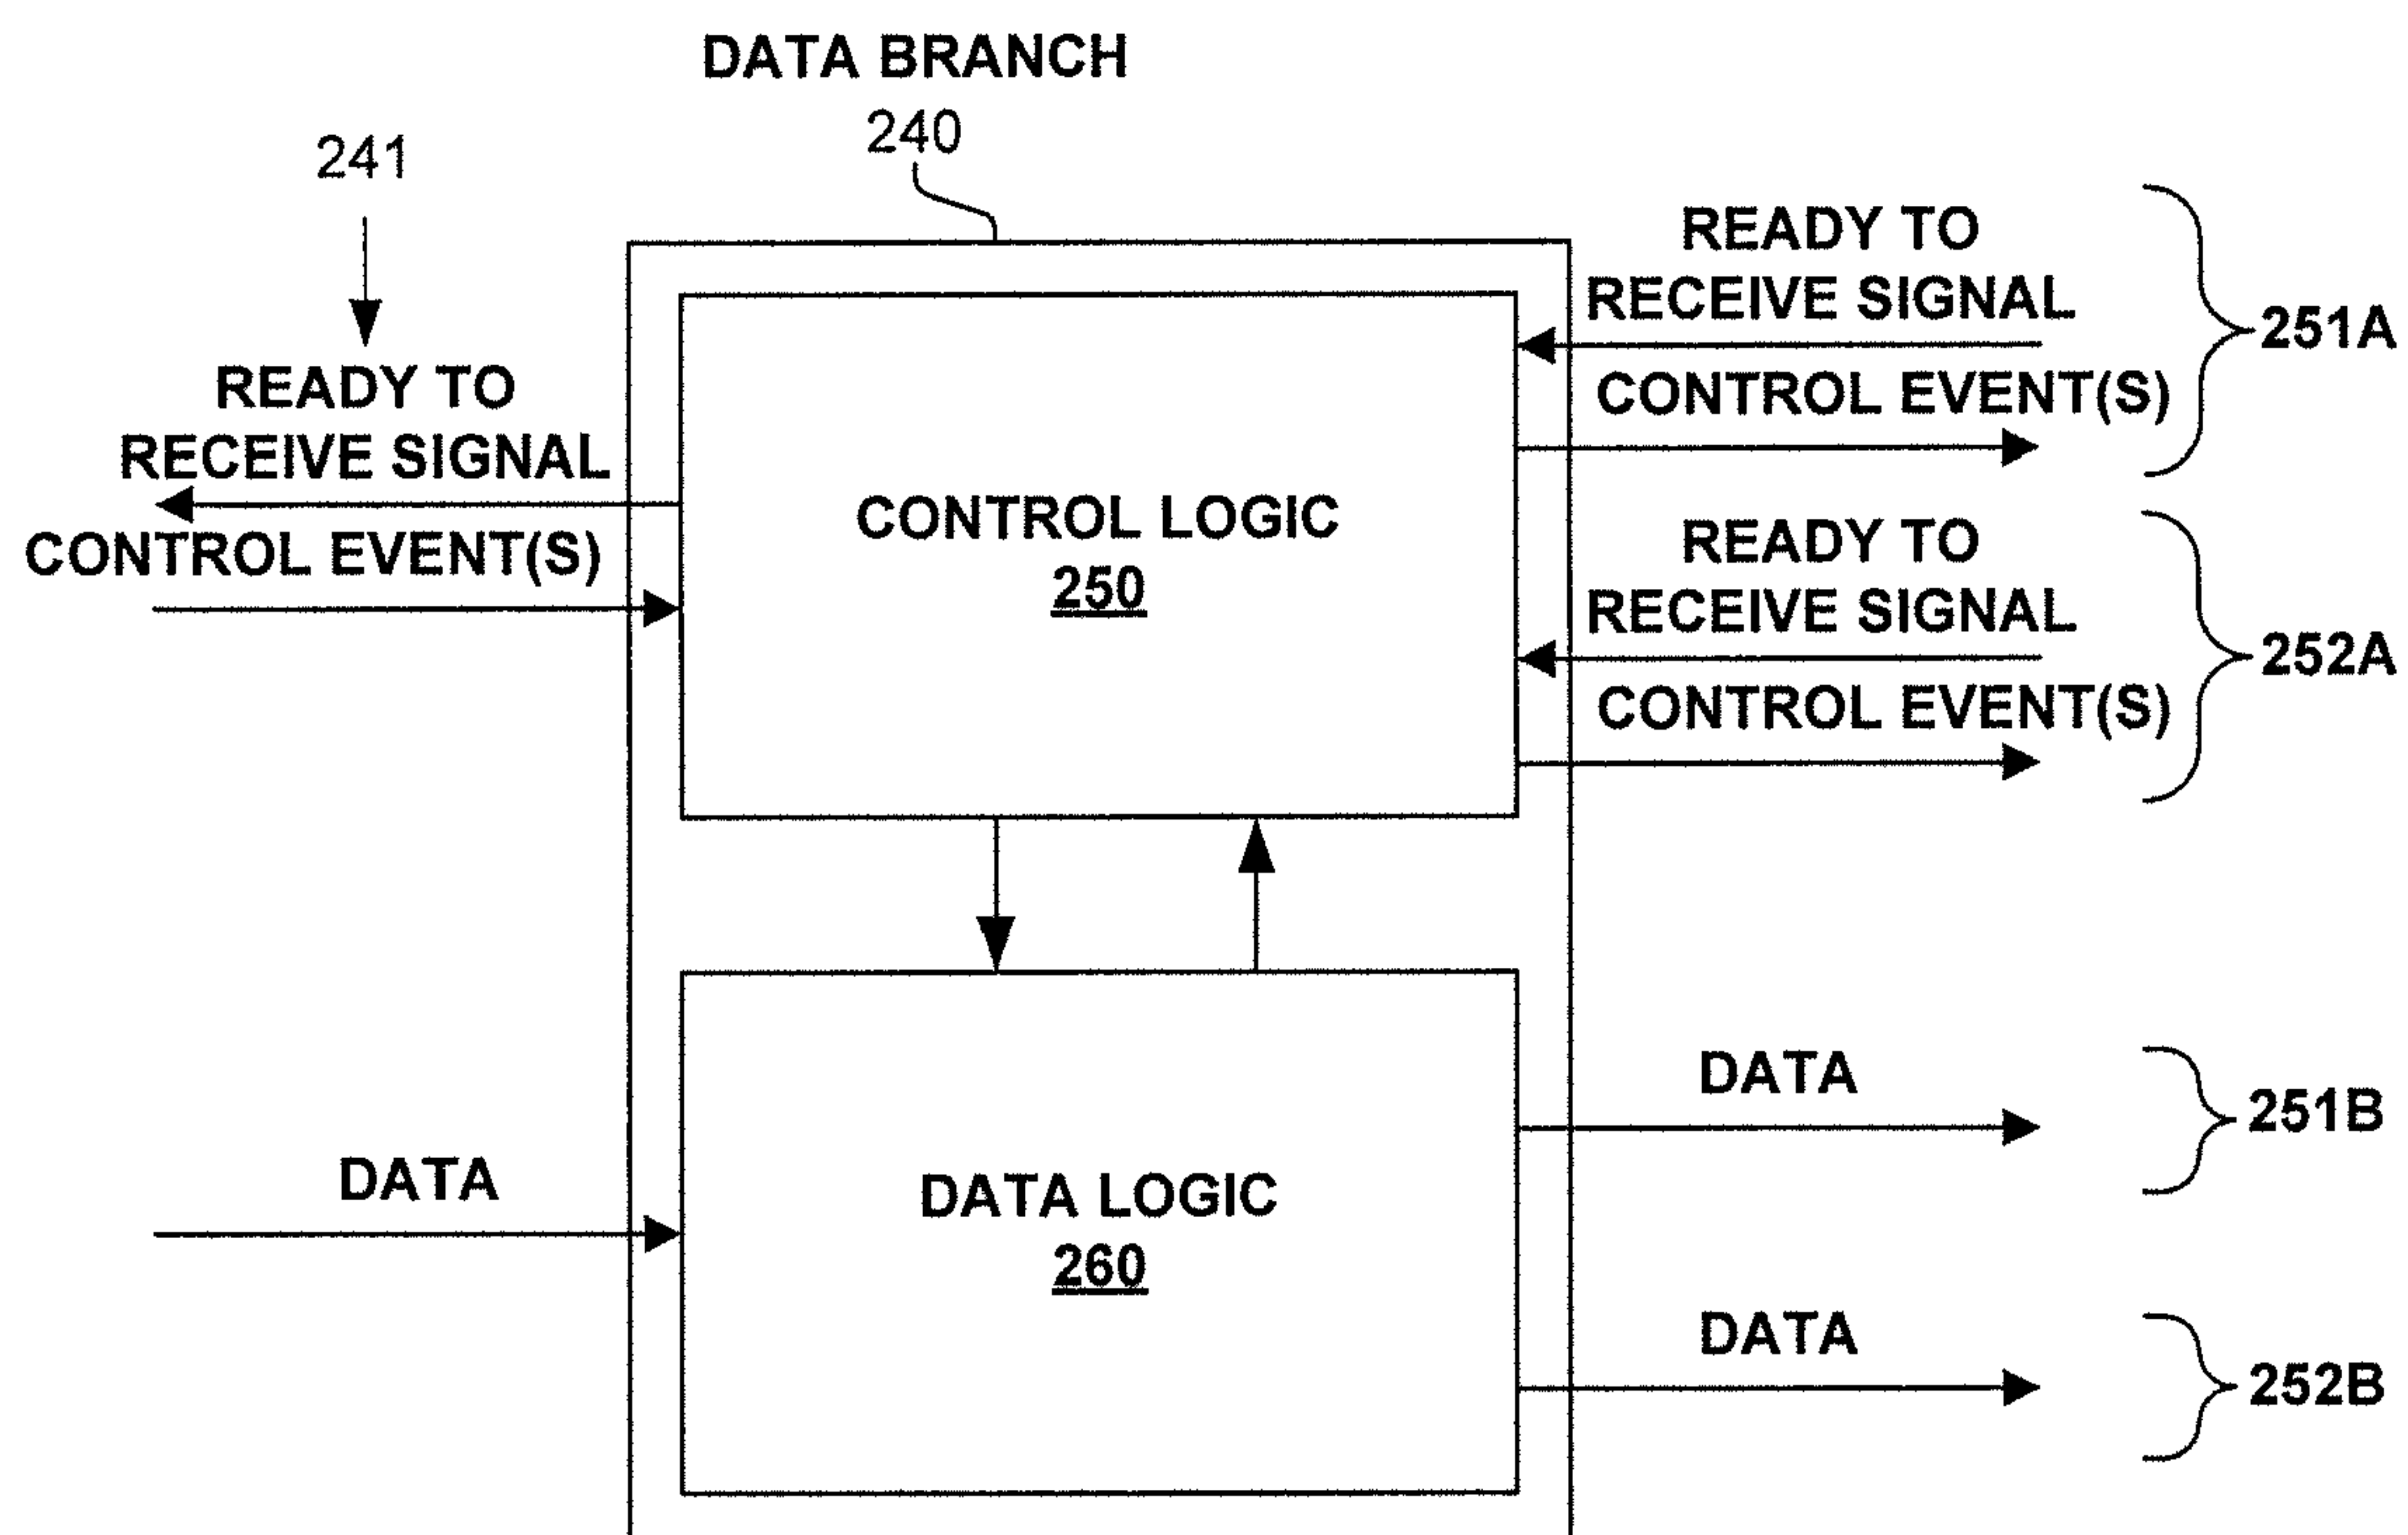 DATA BRANCH
240
241
READY TO
RECEIVE SIGNAL
CONTROL EVENT(S)
READY TO
RECEIVE SIGNAL
CONTROL EVENT(S)
251A
CONTROL LOGIC
250
READY TO
RECEIVE SIGNAL
CONTROL EVENT(S)
252A
DATA
DATA LOGIC
260
DATA
251B
DATA
252B